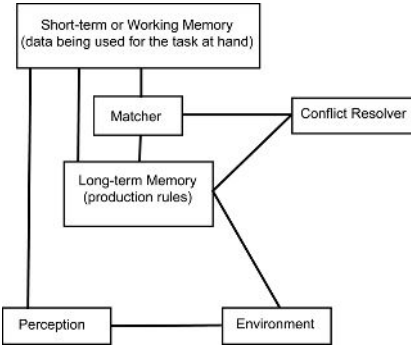 Short-term or Working Memory
(data being used for the task at hand)
Matcher
Conflict Resolver
Long-term Memory
(production rules)
Perception
Environment